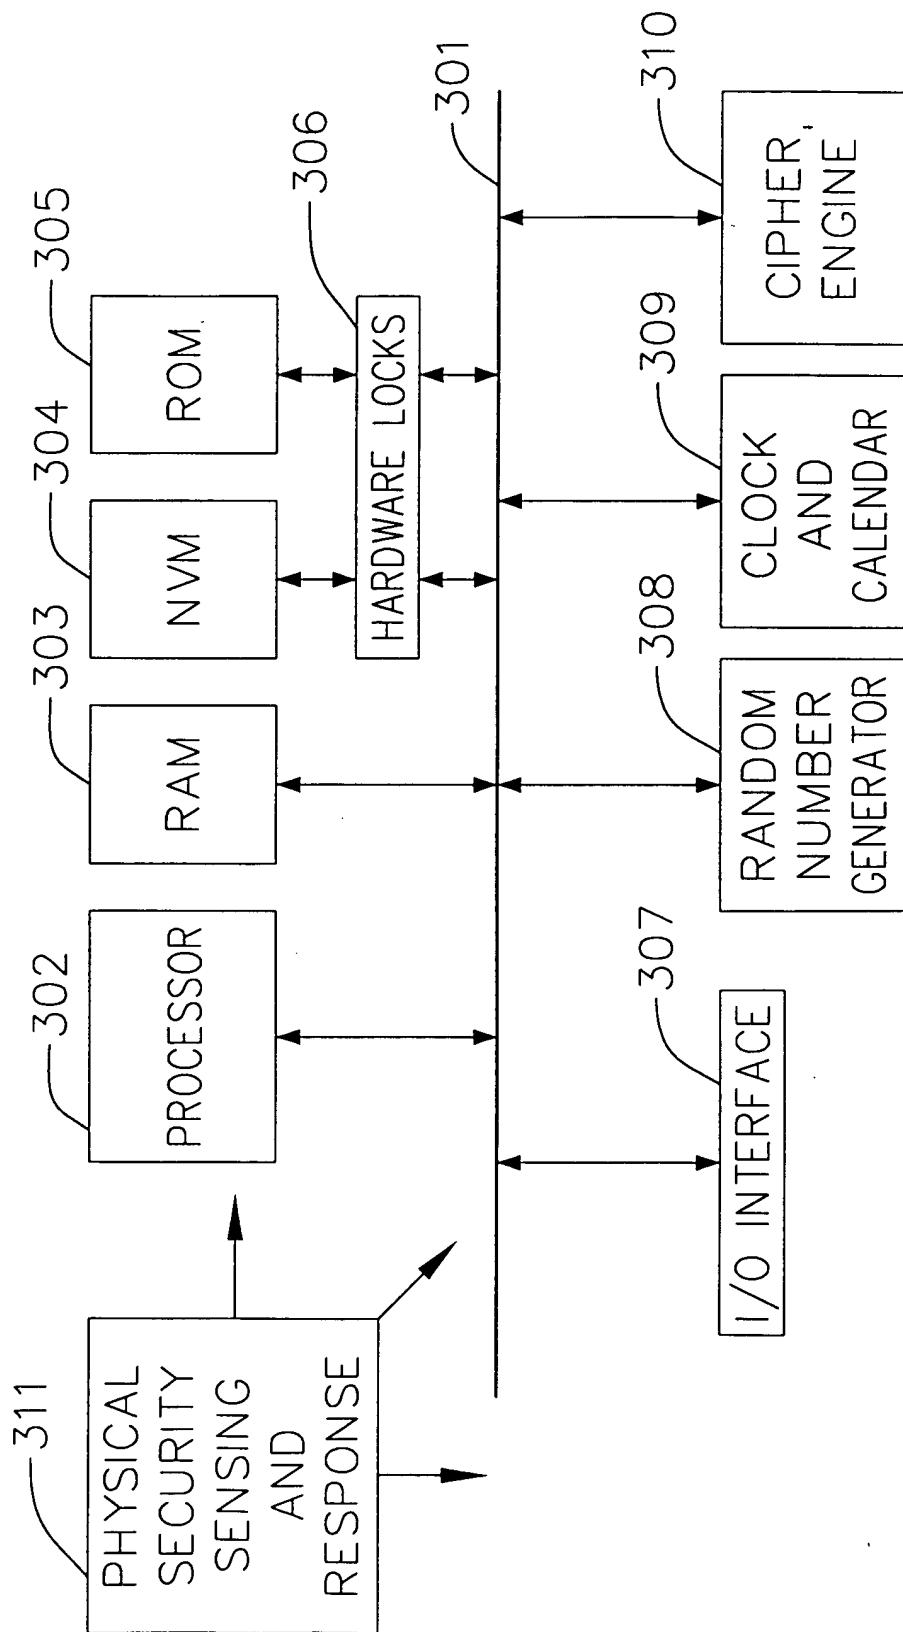 311
PHYSICAL
SECURITY
SENSING
AND
RESPONSE
302
PROCESSOR
303
RAM
304
NVM
305
ROM
306
HARDWARE LOCKS
301
307
I/O INTERFACE
308
RANDOM
NUMBER
GENERATOR
309
CLOCK
AND
CALENDAR
310
CIPHER
ENGINE